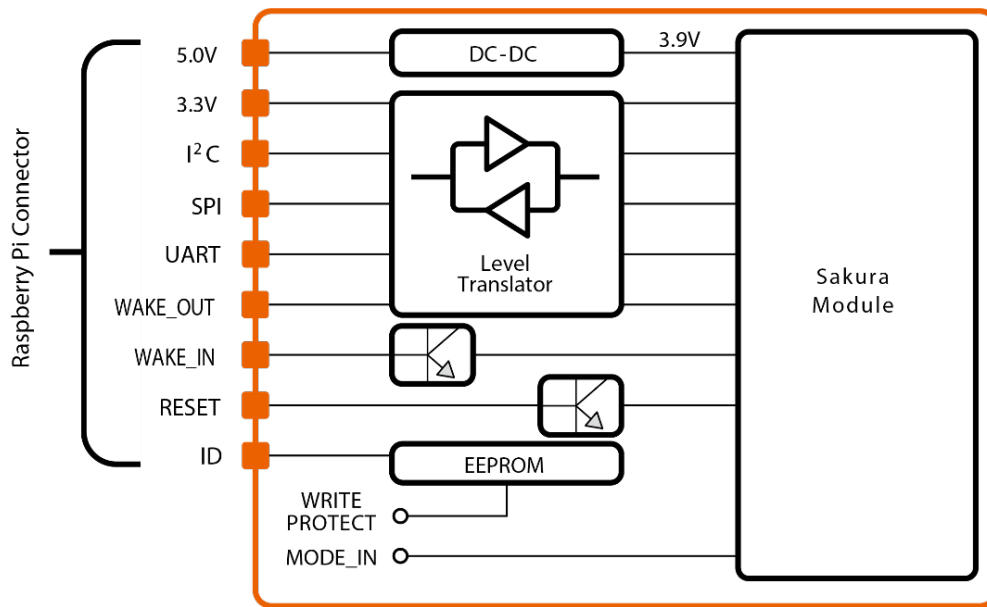 Raspberry Pi Connector
5.0V
3.3V
I²C
SPI
UART
WAKE_OUT
WAKE_IN
RESET
ID
DC-DC
3.9V
Level
Translator
EEPROM
WRITE
PROTECT
MODE_IN
Sakura
Module